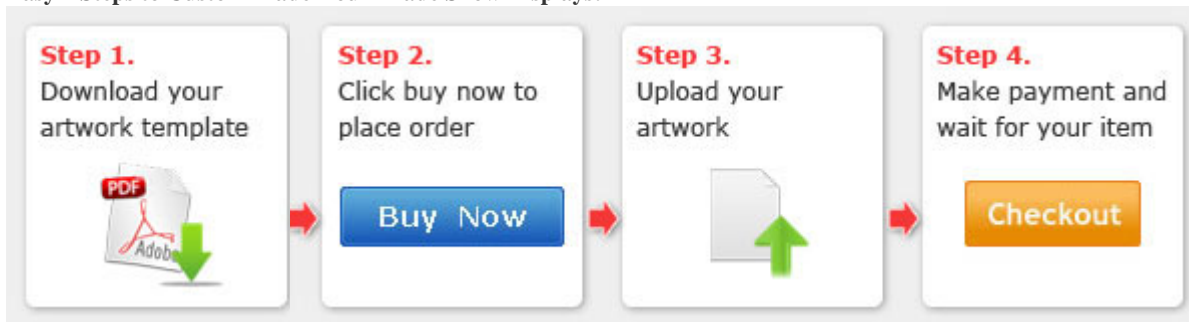 Step 1.
Download your
artwork template
PDF
Adobe
Step 2.
Click buy now to
place order
Buy Now
Step 3.
Upload your
artwork
Step 4.
Make payment and
wait for your item
Checkout